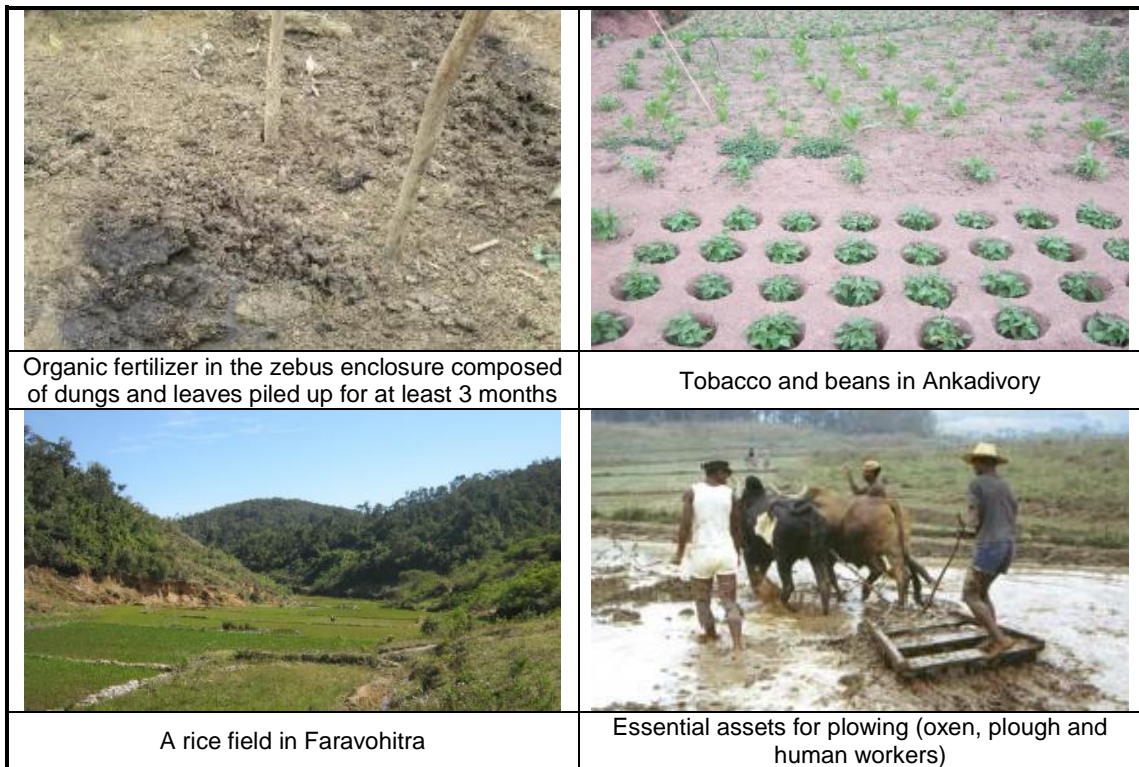 Organic fertilizer in the zebus enclosure composed
of dungs and leaves piled up for at least 3 months
Tobacco and beans in Ankadivory
A rice field in Faravohitra
Essential assets for plowing (oxen, plough and
human workers)